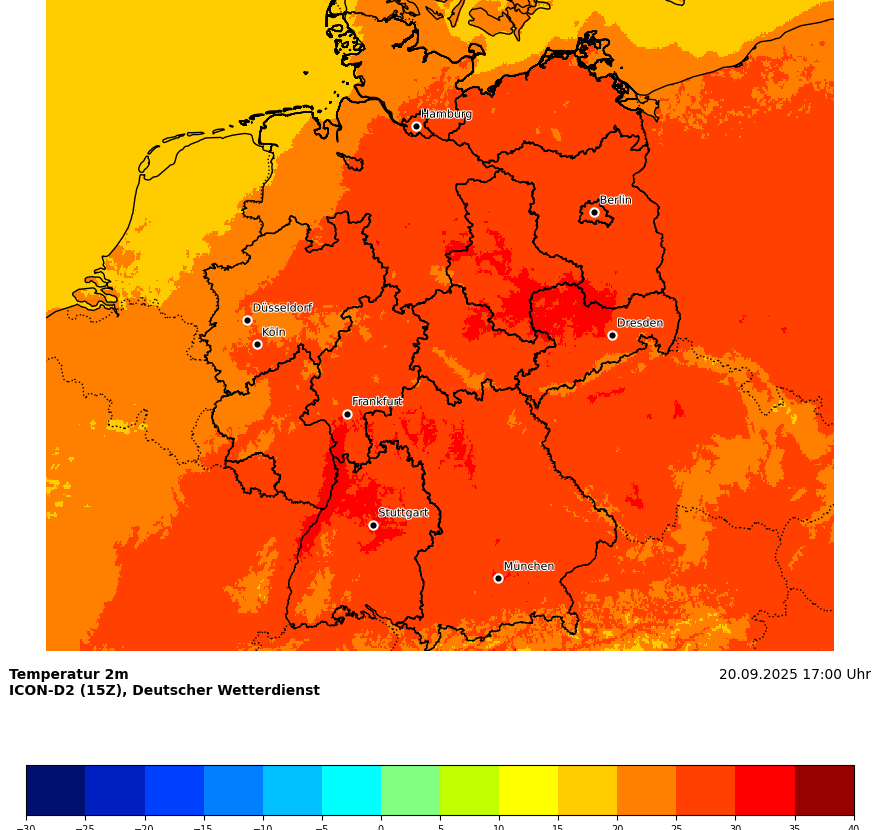 Hamburg
Berlin
Düsseldorf
Köln
Dresden
Frankfurt
Stuttgart
München
Temperatur 2m
20.09.2025 17:00 Uhr
ICON-D2 (15Z), Deutscher Wetterdienst
−30 −25 −20 −15 −10 −5 0 5 10 15 20 25 30 35 40